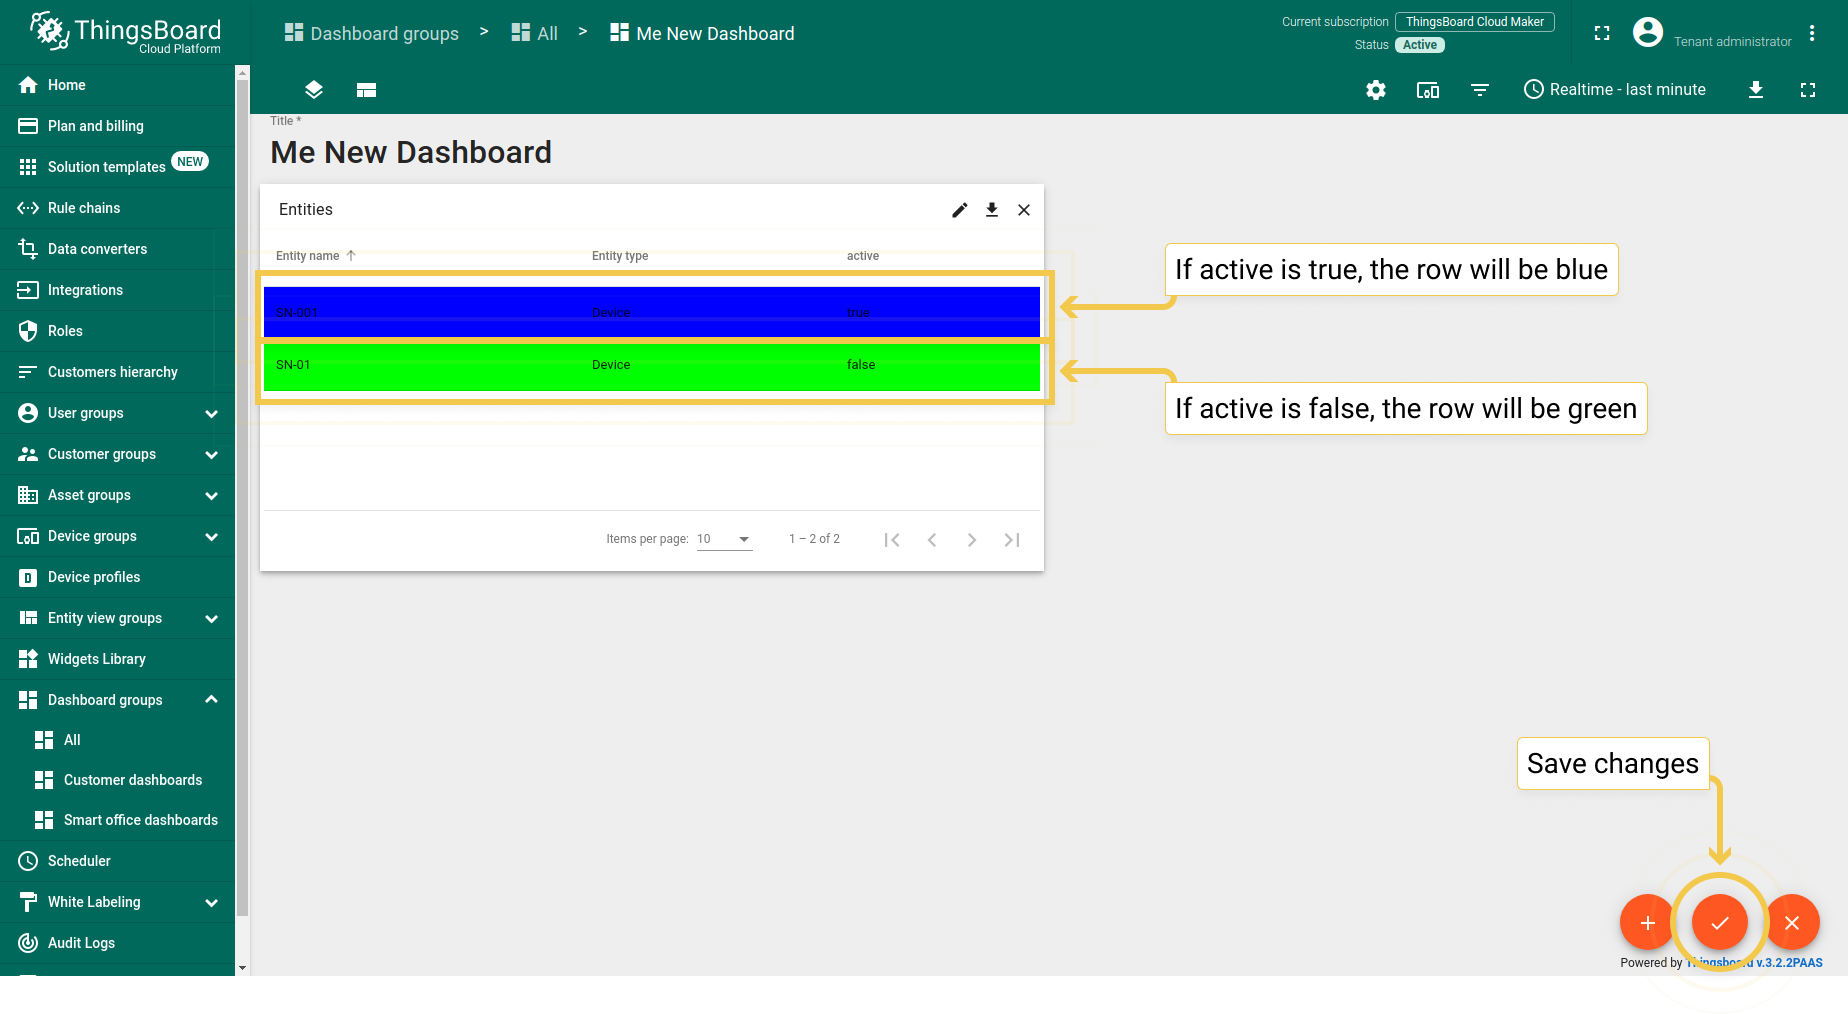 ThingsBoard
Cloud Platform
Dashboard groups > All > Me New Dashboard
Current subscription ThingsBoard Cloud Maker
Status Active
Tenant administrator
Realtime - last minute
Home
Plan and billing
Solution templates NEW
Rule chains
Data converters
Integrations
Roles
Customers hierarchy
User groups
Customer groups
Asset groups
Device groups
Device profiles
Entity view groups
Widgets Library
Dashboard groups
All
Customer dashboards
Smart office dashboards
Scheduler
White Labeling
Audit Logs
Title *
Me New Dashboard
Entities
Entity name Entity type active
SN-001 Device true
SN-01 Device false
Items per page: 10 1 – 2 of 2
If active is true, the row will be blue
If active is false, the row will be green
Save changes
Powered by Thingsboard v.3.2.2PAAS